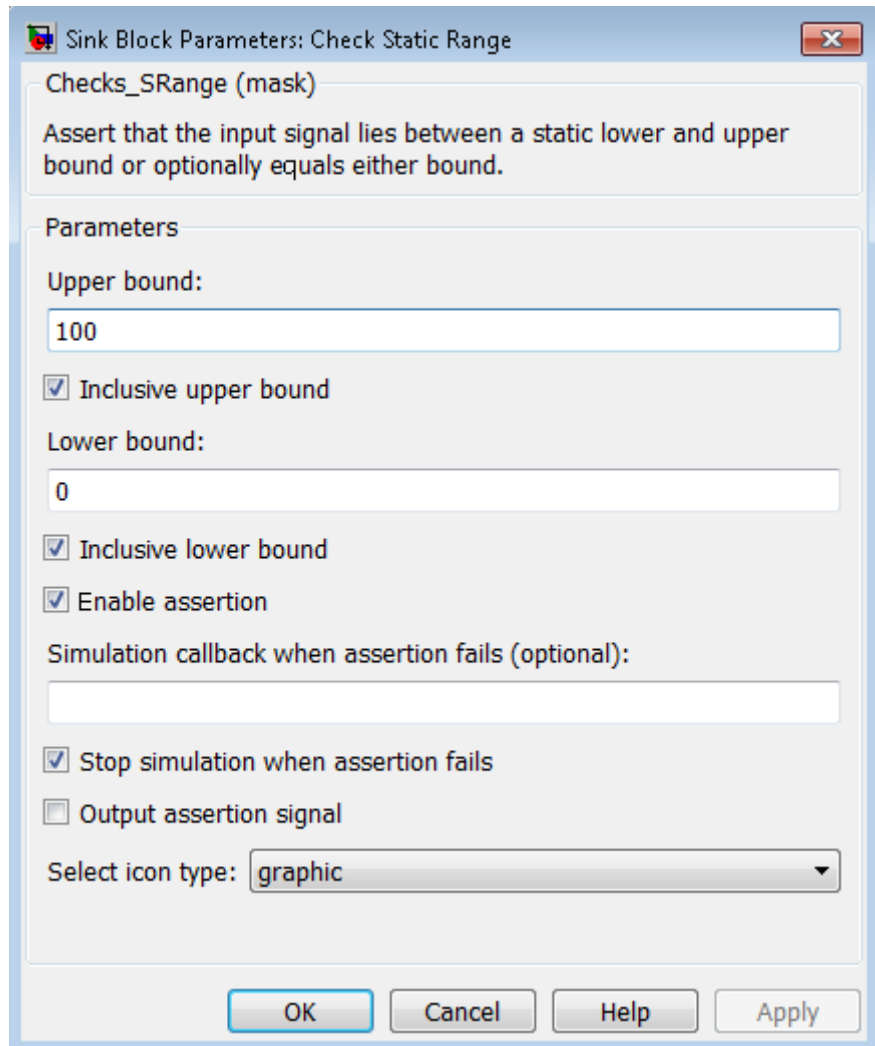 Sink Block Parameters: Check Static Range
Checks_SRange (mask)
Assert that the input signal lies between a static lower and upper
bound or optionally equals either bound.
Parameters
Upper bound:
100
Inclusive upper bound
Lower bound:
0
Inclusive lower bound
Enable assertion
Simulation callback when assertion fails (optional):
Stop simulation when assertion fails
Output assertion signal
Select icon type: graphic
OK Cancel Help Apply